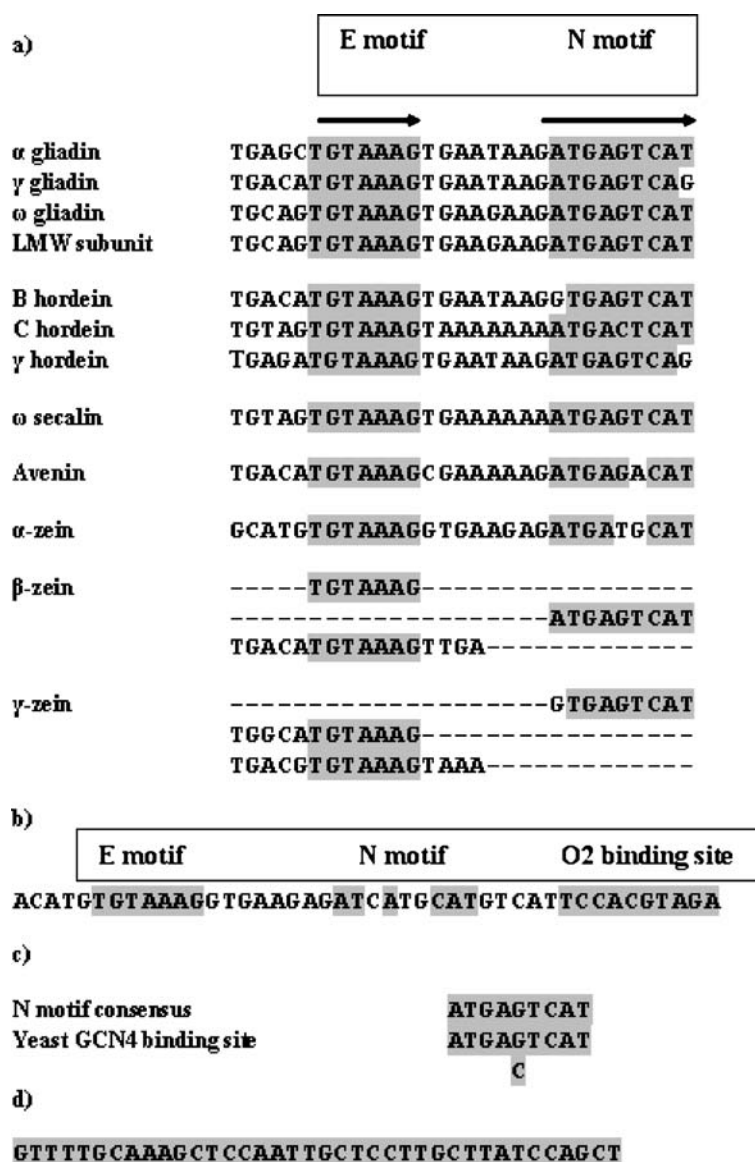 a)
E motif N motif
α gliadin TGAGCTGTAAAGTGAATAAGATGAGTCAT
γ gliadin TGACATGTAAAGTGAATAAGATGAGTCAG
ω gliadin TGCAGTGTAAAGTGAAGAAGATGAGTCAT
LMW subunit TGCAGTGTAAAGTGAAGAAGATGAGTCAT
B hordein TGACATGTAAAGTGAATAAGGTGAGTCAT
C hordein TGTAGTGTAAAGTAAAAAAAATGACTCAT
γ hordein TGAGATGTAAAGTGAATAAGATGAGTCAG
ω secalin TGTAGTGTAAAGTGAAAAAAATGAGTCAT
Avenin TGACATGTAAAGCGAAAAAGATGAGACAT
α-zein GCATGTGTAAAGGTGAAGAGATGATGCAT
β-zein -----TGTAAAG-----------------
--------------------ATGAGTCAT
TGACATGTAAAGTTGA-------------
γ-zein --------------------GTGAGTCAT
TGGCATGTAAAG-----------------
TGACGTGTAAAGTAAA-------------
b)
E motif N motif O2 binding site
ACATGTGTAAAGGTGAAGAGATCATGCATGTCATTCCACGTAGA
c)
N motif consensus ATGAGTCAT
Yeast GCN4 binding site ATGAGTCAT
C
d)
GTTTTGCAAAGCTCCAATTGCTCCTTGCTTATCCAGCT